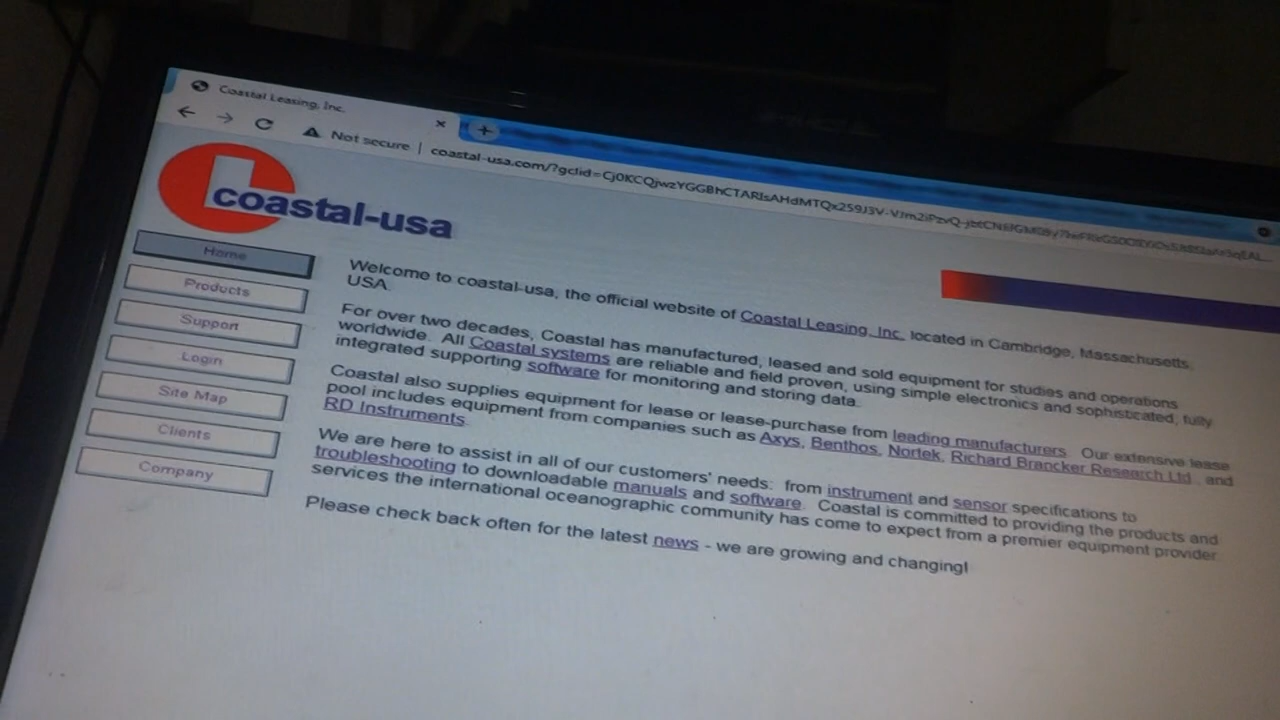 Coastal Leasing, Inc.
Not secure | coastal-usa.com/?gclid=Cj0KCQjwzYGGBhCTARIsAHdMTQx259J3V-
coastal-usa
Home
Products
Support
Login
Site Map
Clients
Company
Welcome to coastal-usa, the official website of Coastal Leasing, Inc. located in Cambridge, Massachusetts,
USA.
For over two decades, Coastal has manufactured, leased and sold equipment for studies and operations
worldwide. All Coastal systems are reliable and field proven, using simple electronics and sophisticated, fully
integrated supporting software for monitoring and storing data.
Coastal also supplies equipment for lease or lease-purchase from leading manufacturers. Our extensive lease
pool includes equipment from companies such as Axys, Benthos, Nortek, Richard Brancker Research Ltd., and
RD Instruments.
We are here to assist in all of our customers' needs: from instrument and sensor specifications to
troubleshooting to downloadable manuals and software. Coastal is committed to providing the products and
services the international oceanographic community has come to expect from a premier equipment provider.
Please check back often for the latest news - we are growing and changing!